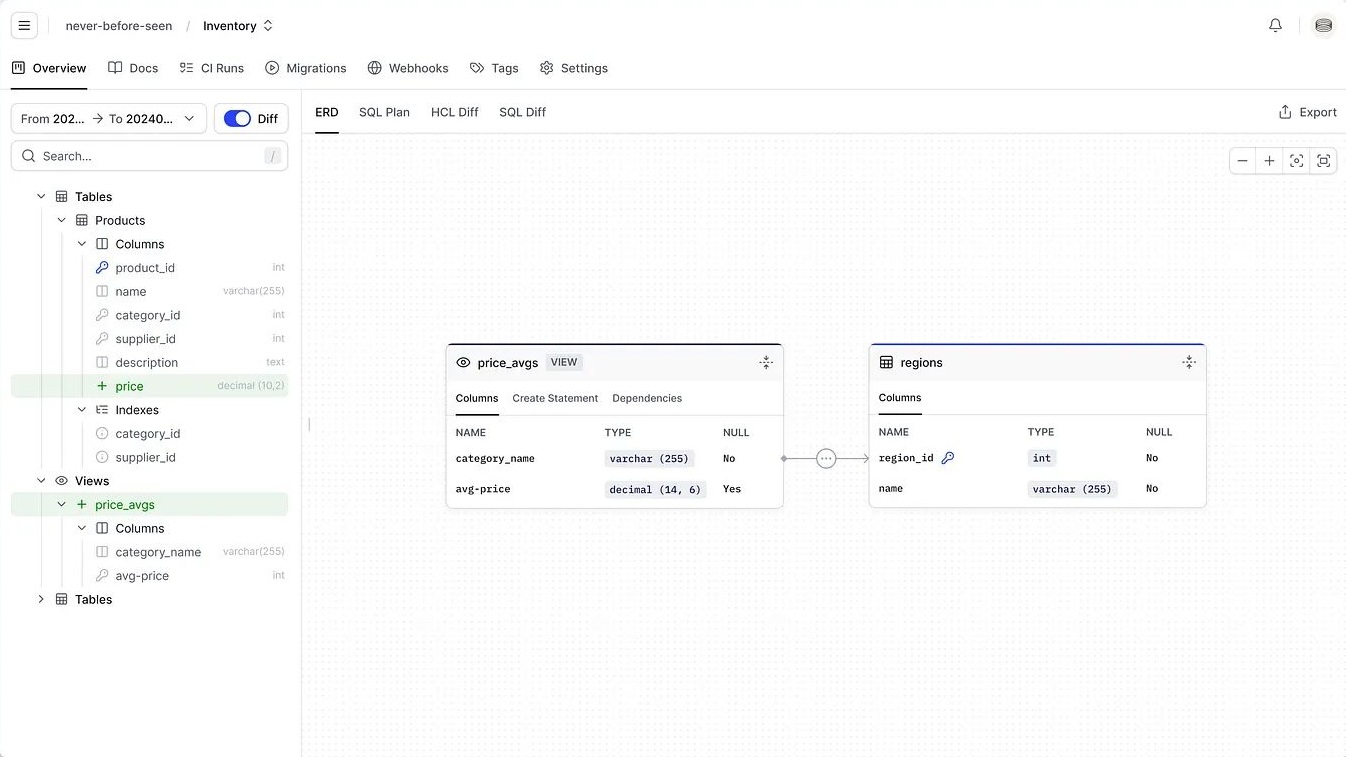 never-before-seen / Inventory
Overview Docs CI Runs Migrations Webhooks Tags Settings
From 202... To 20240... Diff
Search... /
Tables
Products
Columns
product_id int
name varchar(255)
category_id int
supplier_id int
description text
price decimal (10,2)
Indexes
category_id
supplier_id
Views
price_avgs
Columns
category_name varchar(255)
avg-price int
Tables
ERD SQL Plan HCL Diff SQL Diff Export
price_avgs VIEW
Columns Create Statement Dependencies
NAME TYPE NULL
category_name varchar (255) No
avg-price decimal (14, 6) Yes
regions
Columns
NAME TYPE NULL
region_id int No
name varchar (255) No